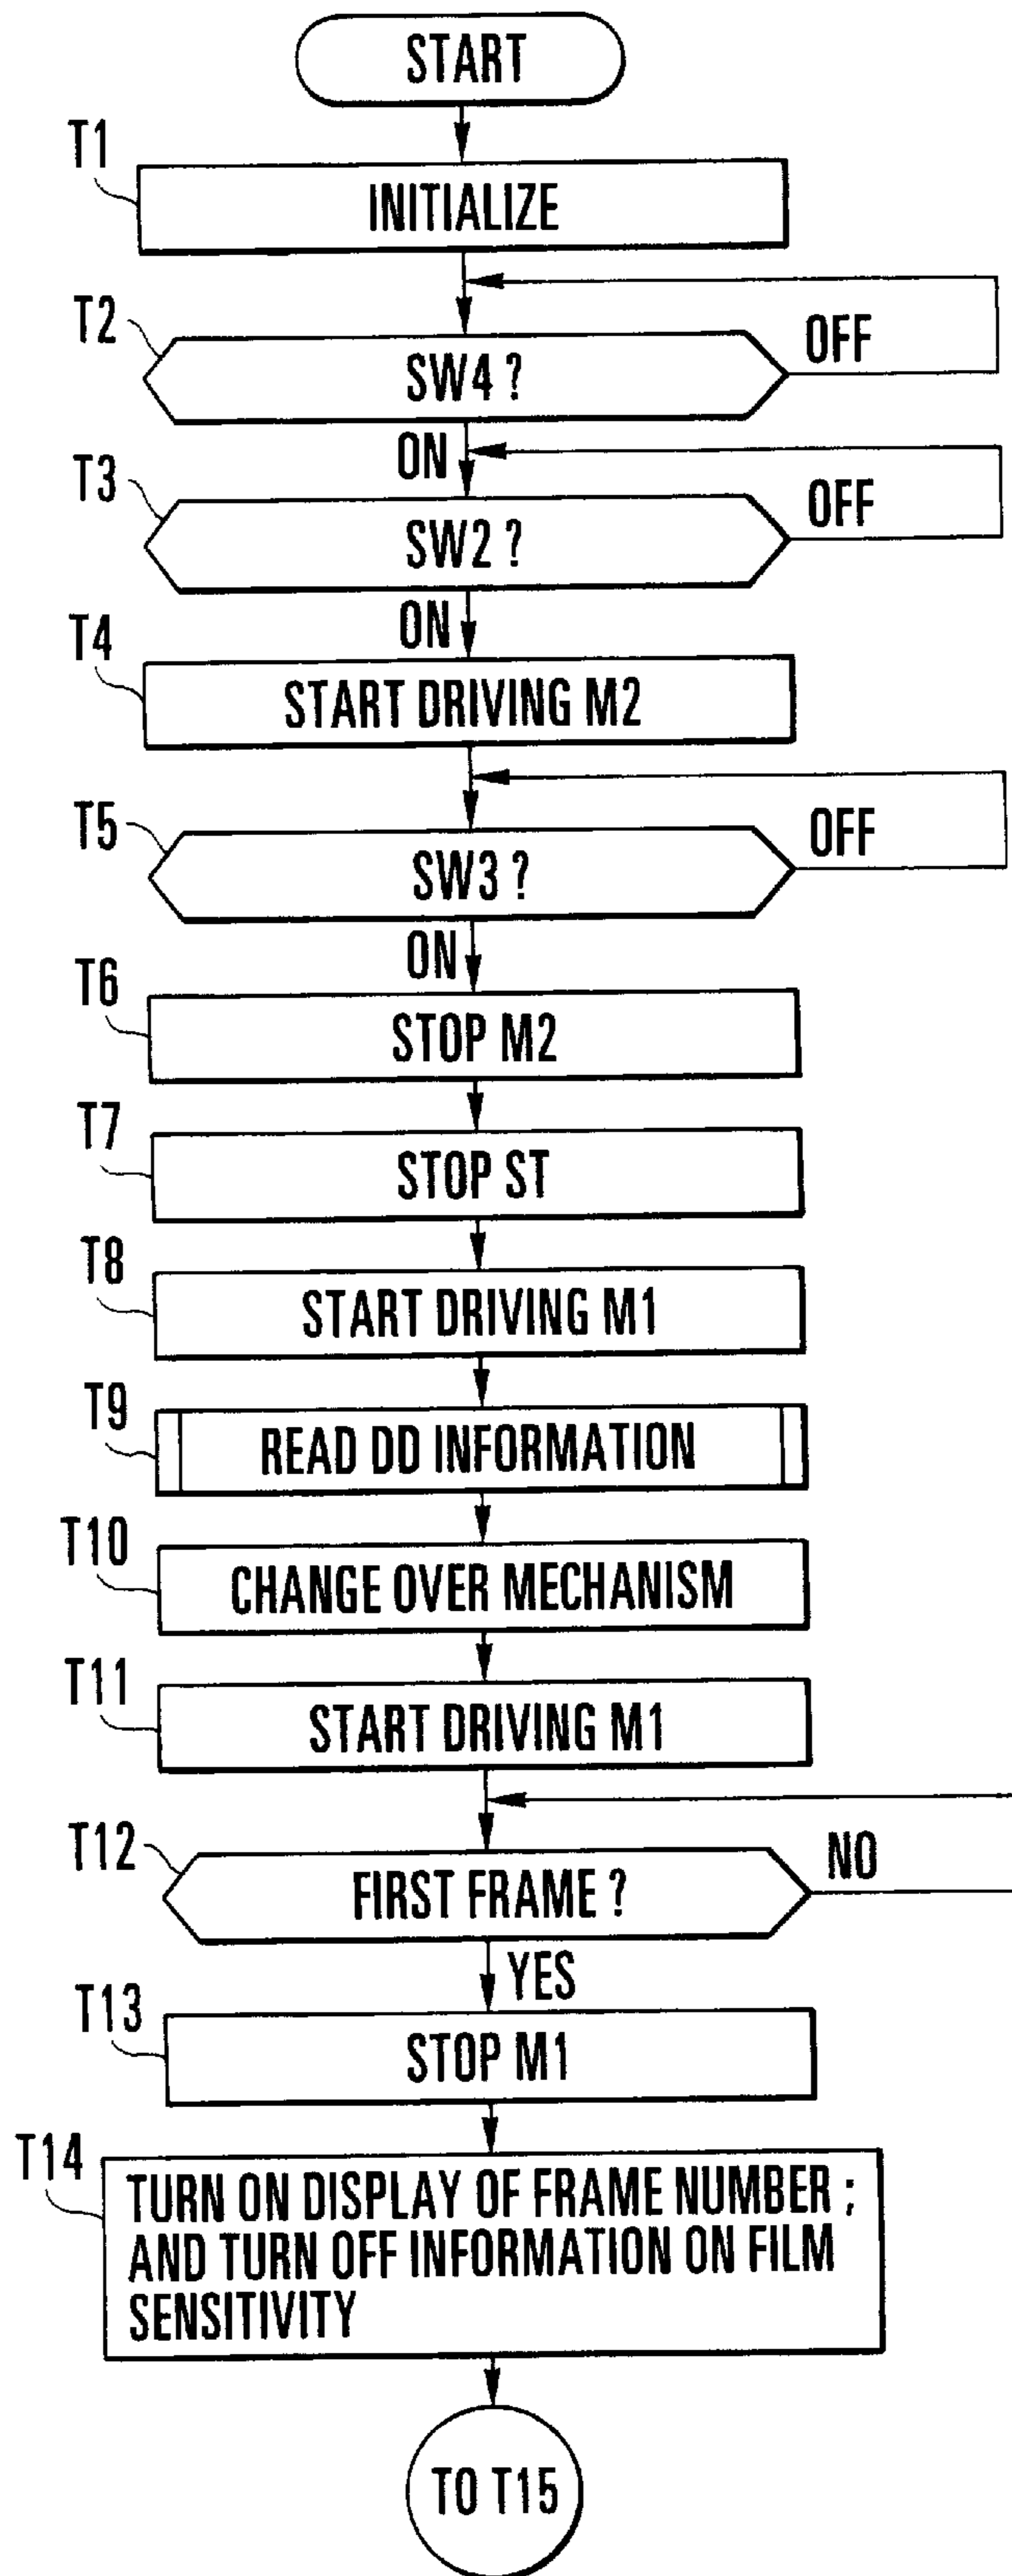 START
T1
INITIALIZE
T2
SW4 ?
OFF
ON
T3
SW2 ?
OFF
ON
T4
START DRIVING M2
T5
SW3 ?
OFF
ON
T6
STOP M2
T7
STOP ST
T8
START DRIVING M1
T9
READ DD INFORMATION
T10
CHANGE OVER MECHANISM
T11
START DRIVING M1
T12
FIRST FRAME ?
NO
YES
T13
STOP M1
T14
TURN ON DISPLAY OF FRAME NUMBER ;
AND TURN OFF INFORMATION ON FILM
SENSITIVITY
TO T15